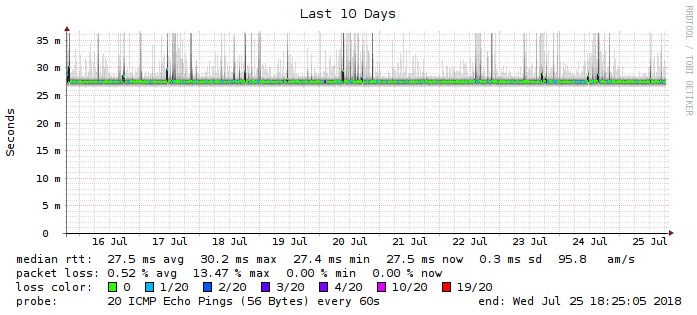 Last 10 Days
RRDTOOL / TOBI OETIKER
Seconds
35 m
30 m
25 m
20 m
15 m
10 m
5 m
0
16 Jul 17 Jul 18 Jul 19 Jul 20 Jul 21 Jul 22 Jul 23 Jul 24 Jul 25 Jul
median rtt: 27.5 ms avg 30.2 ms max 27.4 ms min 27.5 ms now 0.3 ms sd 95.8 am/s
packet loss: 0.52 % avg 13.47 % max 0.00 % min 0.00 % now
loss color: 0 1/20 2/20 3/20 4/20 10/20 19/20
probe: 20 ICMP Echo Pings (56 Bytes) every 60s end: Wed Jul 25 18:25:05 2018